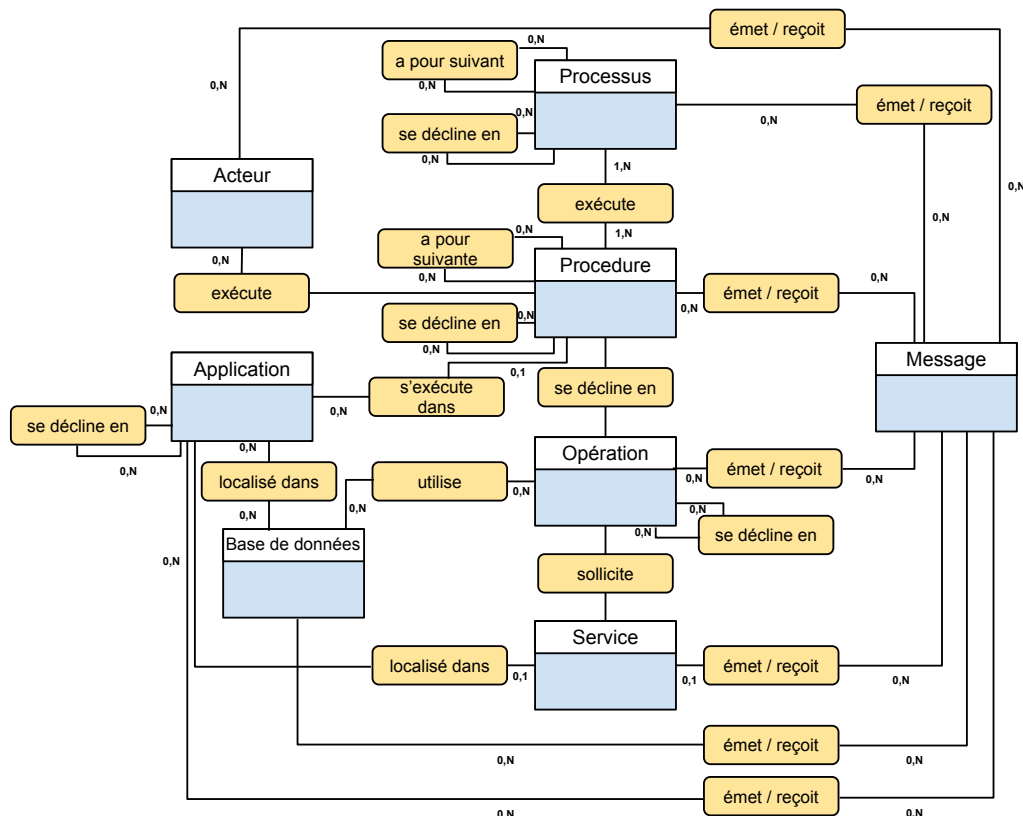 émet / reçoit
0,N
0,N
a pour suivant
0,N
Processus
0,N
0,N
émet / reçoit
0,N
0,N
se décline en
0,N
Acteur
1,N
0,N
0,N
exécute
0,N
1,N
a pour
suivante
0,N
Procedure
0,N
exécute
émet / reçoit
0,N
0,N
se décline en
0,N
0,N
Application
0,1
Message
s'exécute
dans
0,N
se décline en
0,N
se décline en
0,N
0,N
Opération
émet / reçoit
0,N
0,N
localisé dans
utilise
0,N
0,N
0,N
0,N
0,N
se décline en
Base de données
0,N
sollicite
Service
localisé dans
0,1
émet / reçoit
0,1
0,N
émet / reçoit
0,N
0,N
émet / reçoit
0,N
0,N